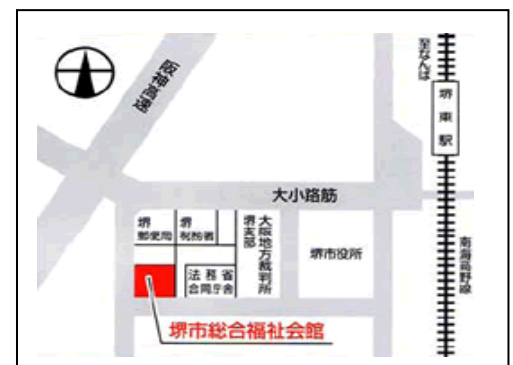 至なんば
阪神高速
堺東駅
大小路筋
堺
郵便局
堺
税務署
大阪地方裁判所
堺支部
堺市役所
法務省
合同庁舎
南海高野線
堺市総合福祉会館